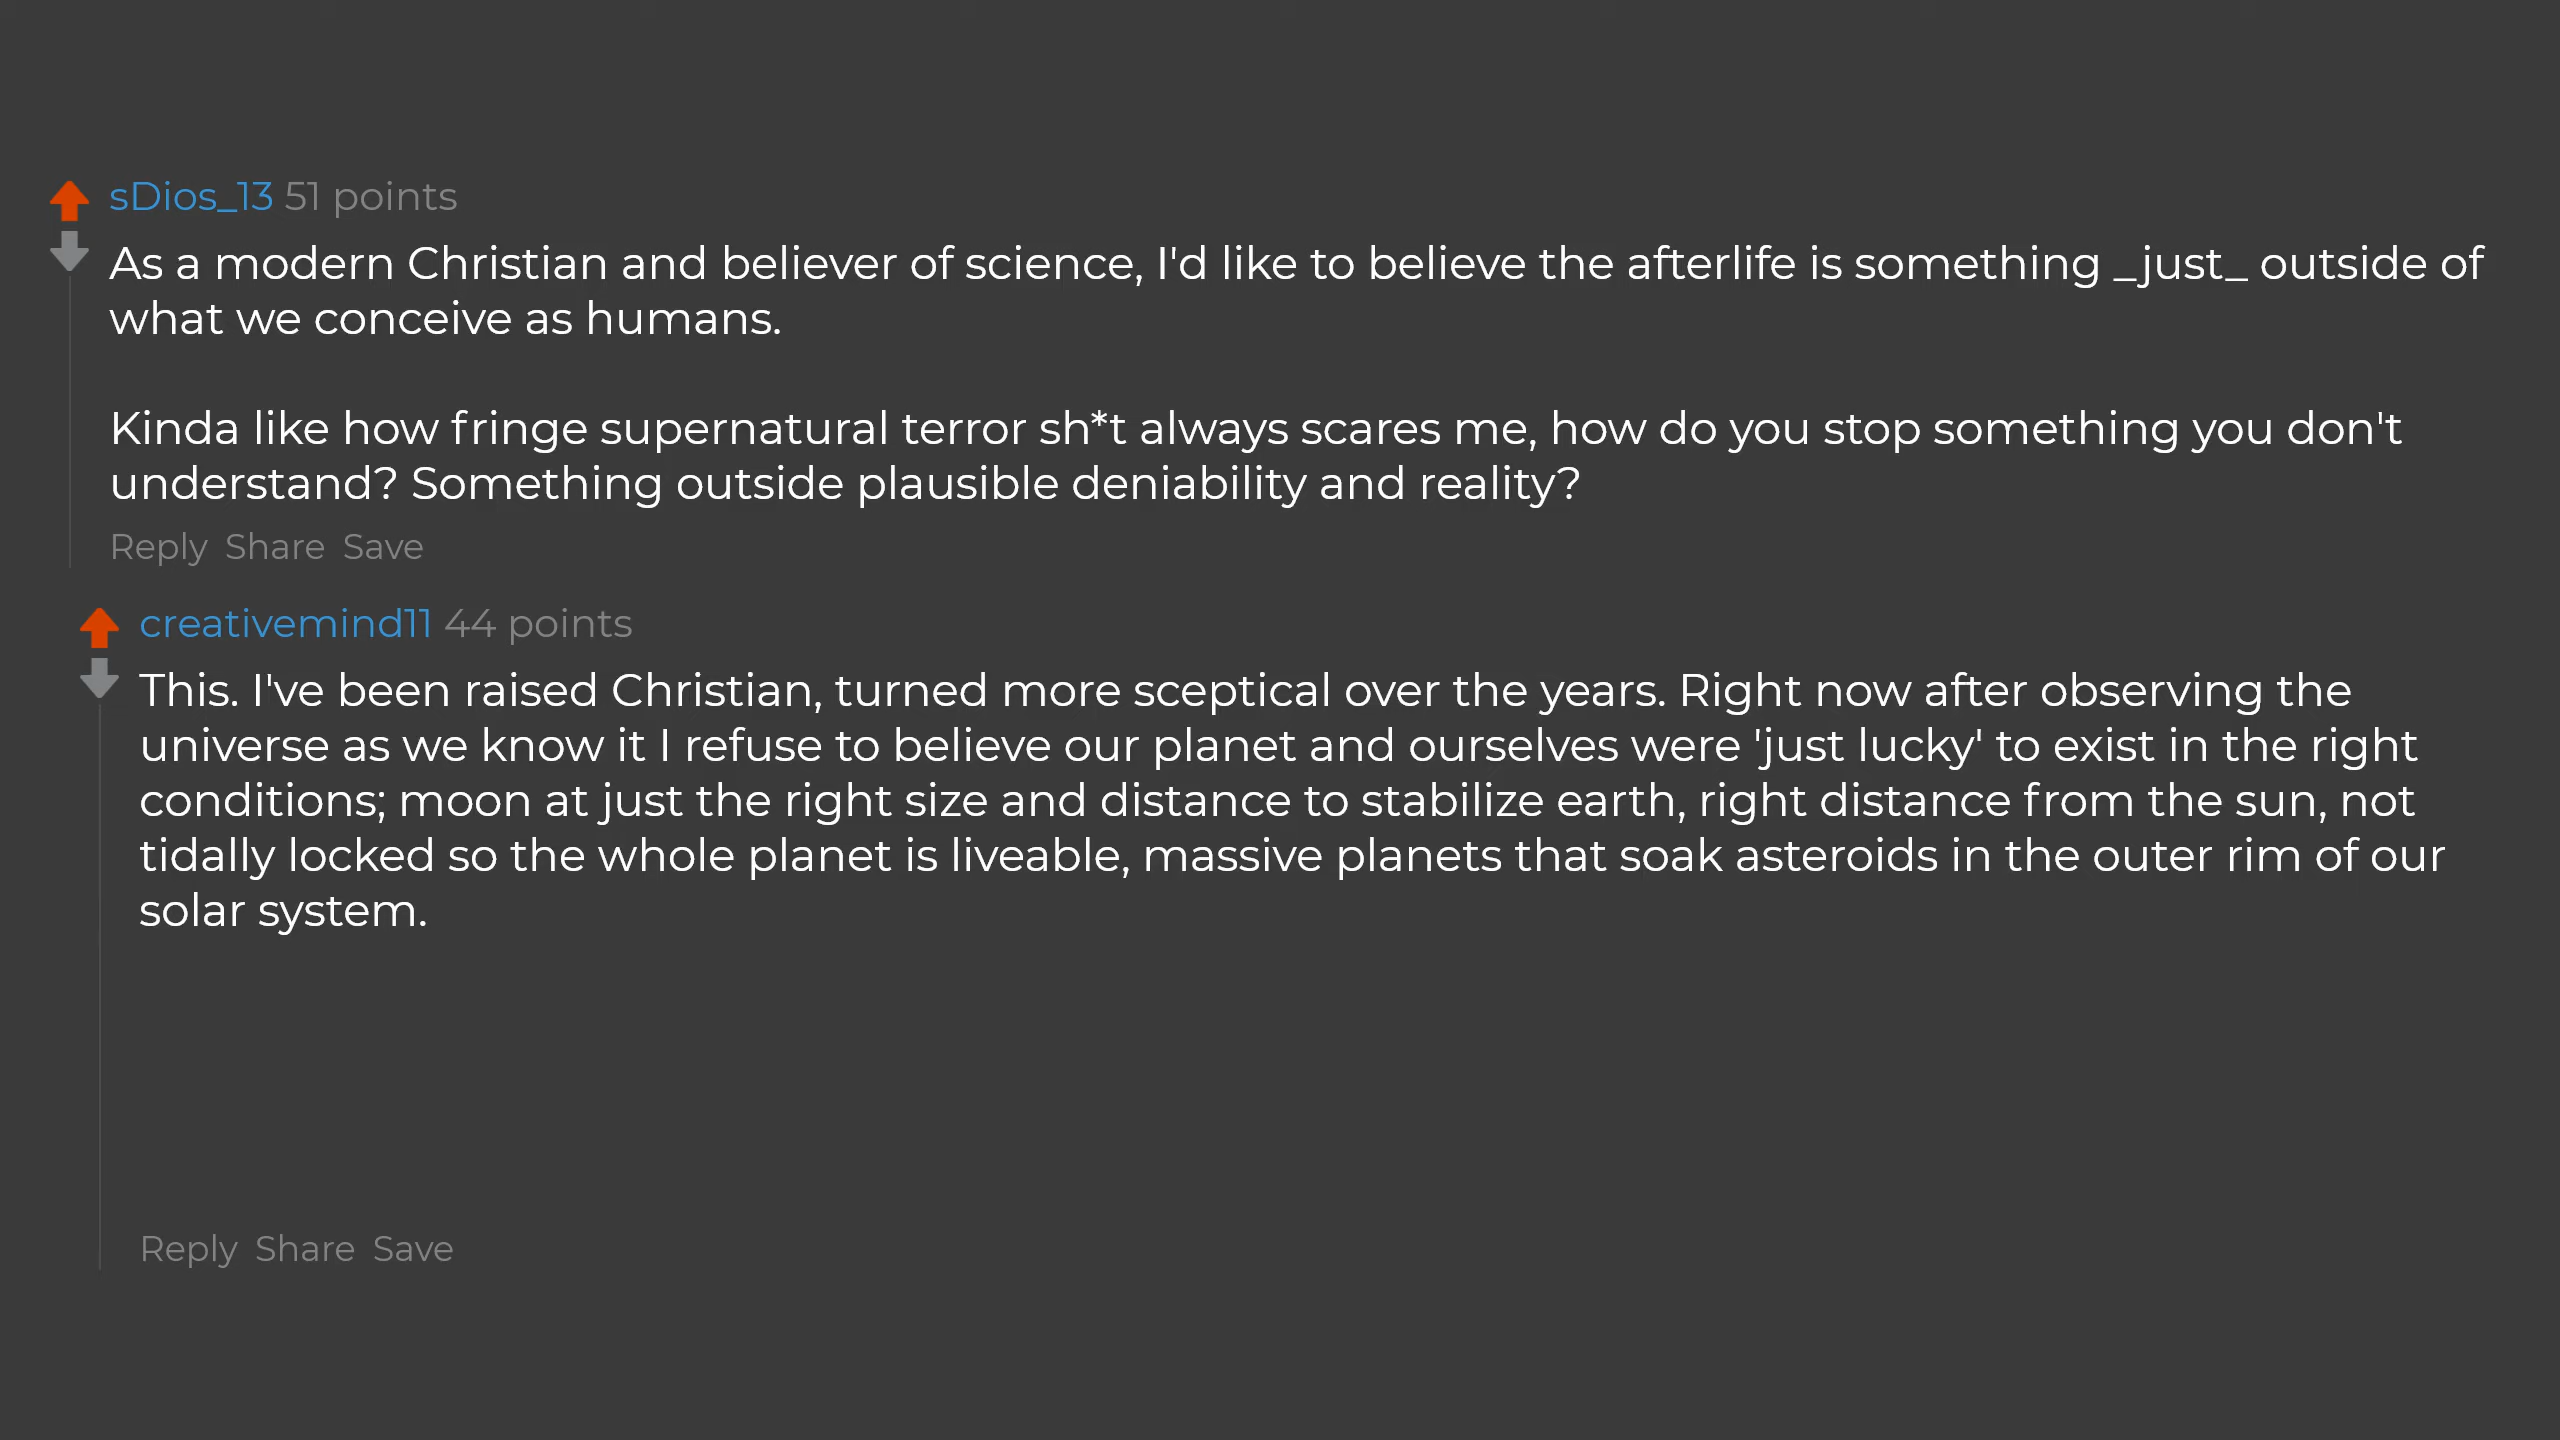 sDios_13 51 points
As a modern Christian and believer of science, I'd like to believe the afterlife is something _just_ outside of
what we conceive as humans.
Kinda like how fringe supernatural terror sh*t always scares me, how do you stop something you don't
understand? Something outside plausible deniability and reality?
Reply Share Save
creativemind11 44 points
This. I've been raised Christian, turned more sceptical over the years. Right now after observing the
universe as we know it I refuse to believe our planet and ourselves were 'just lucky' to exist in the right
conditions; moon at just the right size and distance to stabilize earth, right distance from the sun, not
tidally locked so the whole planet is liveable, massive planets that soak asteroids in the outer rim of our
solar system.
Reply Share Save